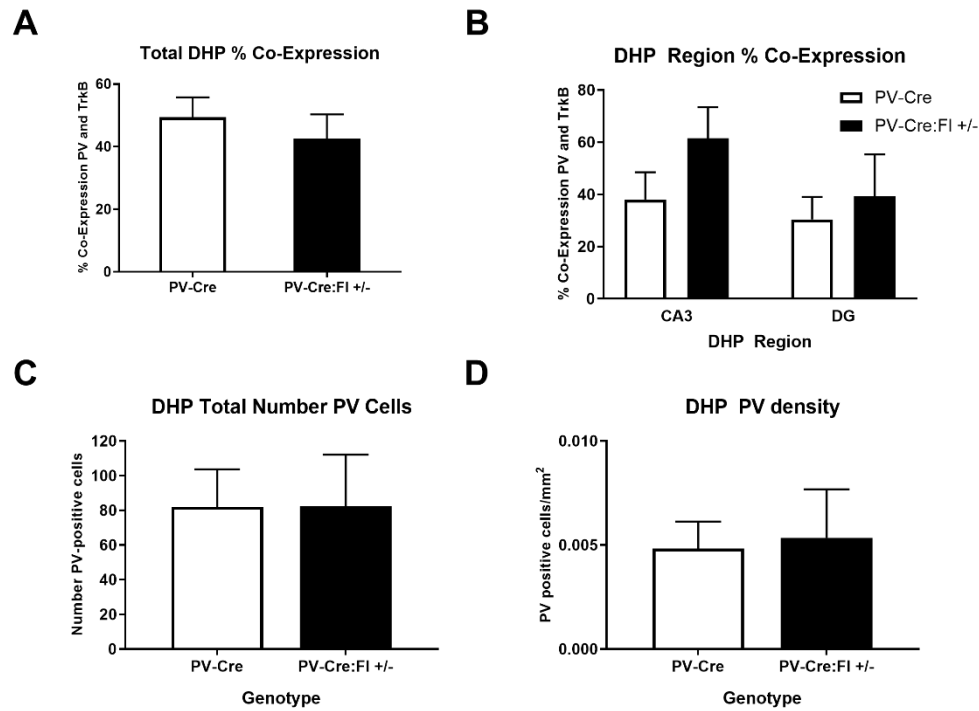 A
Total DHP % Co-Expression
% Co-Expression PV and TrkB
60
40
20
0
PV-Cre
PV-Cre:Fl +/-
B
DHP Region % Co-Expression
% Co-Expression PV and TrkB
80
60
40
20
0
PV-Cre
PV-Cre:Fl +/-
CA3
DG
DHP Region
C
DHP Total Number PV Cells
Number PV-positive cells
120
100
80
60
40
20
0
PV-Cre
PV-Cre:Fl +/-
Genotype
D
DHP PV density
PV positive cells/mm²
0.010
0.005
0.000
PV-Cre
PV-Cre:Fl +/-
Genotype